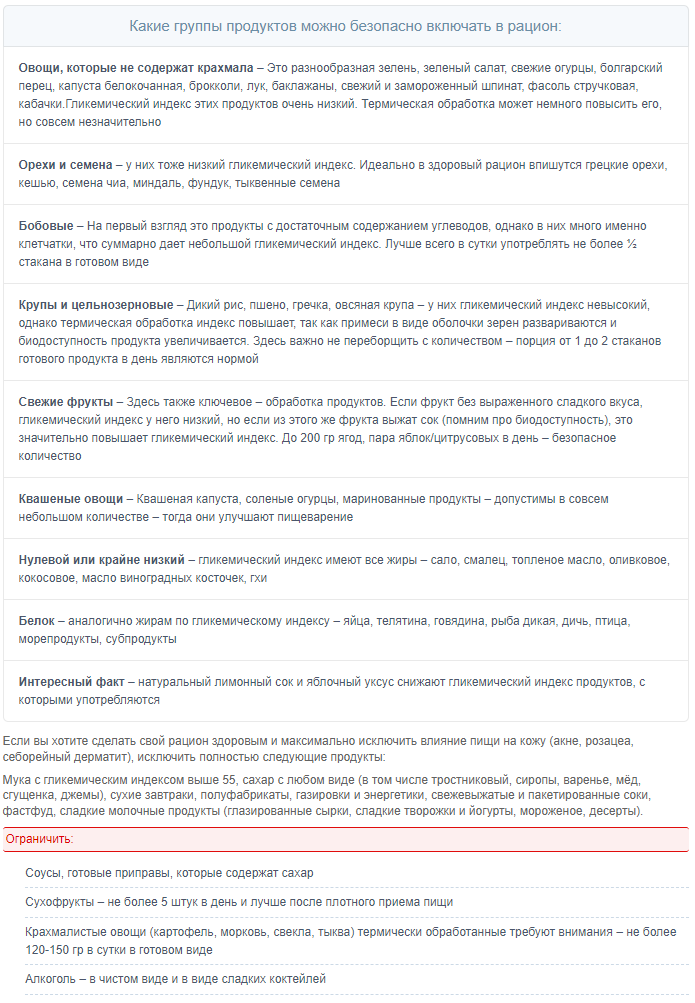 Какие группы продуктов можно безопасно включать в рацион:
Овощи, которые не содержат крахмала – Это разнообразная зелень, зеленый салат, свежие огурцы, болгарский
перец, капуста белокочанная, брокколи, лук, баклажаны, свежий и замороженный шпинат, фасоль стручковая,
кабачки.Гликемический индекс этих продуктов очень низкий. Термическая обработка может немного повысить его,
но совсем незначительно
Орехи и семена – у них тоже низкий гликемический индекс. Идеально в здоровый рацион впишутся грецкие орехи,
кешью, семена чиа, миндаль, фундук, тыквенные семена
Бобовые – На первый взгляд это продукты с достаточным содержанием углеводов, однако в них много именно
клетчатки, что суммарно дает небольшой гликемический индекс. Лучше всего в сутки употреблять не более ½
стакана в готовом виде
Крупы и цельнозерновые – Дикий рис, пшено, гречка, овсяная крупа – у них гликемический индекс невысокий,
однако термическая обработка индекс повышает, так как примеси в виде оболочки зерен развариваются и
биодоступность продукта увеличивается. Здесь важно не переборщить с количеством – порция от 1 до 2 стаканов
готового продукта в день являются нормой
Свежие фрукты – Здесь также ключевое – обработка продуктов. Если фрукт без выраженного сладкого вкуса,
гликемический индекс у него низкий, но если из этого же фрукта выжат сок (помним про биодоступность), это
значительно повышает гликемический индекс. До 200 гр ягод, пара яблок/цитрусовых в день – безопасное
количество
Квашеные овощи – Квашеная капуста, соленые огурцы, маринованные продукты – допустимы в совсем
небольшом количестве – тогда они улучшают пищеварение
Нулевой или крайне низкий – гликемический индекс имеют все жиры – сало, смалец, топленое масло, оливковое,
кокосовое, масло виноградных косточек, гхи
Белок – аналогично жирам по гликемическому индексу – яйца, телятина, говядина, рыба дикая, дичь, птица,
морепродукты, субпродукты
Интересный факт – натуральный лимонный сок и яблочный уксус снижают гликемический индекс продуктов, с
которыми употребляются
Если вы хотите сделать свой рацион здоровым и максимально исключить влияние пищи на кожу (акне, розацеа,
себорейный дерматит), исключить полностью следующие продукты:
Мука с гликемическим индексом выше 55, сахар с любом виде (в том числе тростниковый, сиропы, варенье, мёд,
сгущенка, джемы), сухие завтраки, полуфабрикаты, газировки и энергетики, свежевыжатые и пакетированные соки,
фастфуд, сладкие молочные продукты (глазированные сырки, сладкие творожки и йогурты, мороженое, десерты).
Ограничить:
Соусы, готовые приправы, которые содержат сахар
Сухофрукты – не более 5 штук в день и лучше после плотного приема пищи
Крахмалистые овощи (картофель, морковь, свекла, тыква) термически обработанные требуют внимания – не более
120-150 гр в сутки в готовом виде
Алкоголь – в чистом виде и в виде сладких коктейлей